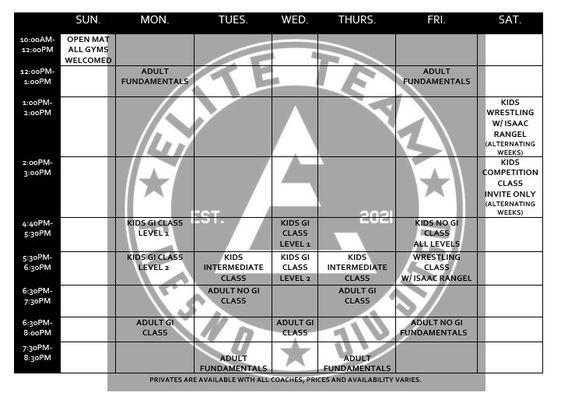 SUN. MON. TUES. WED. THURS. FRI. SAT.
10:00AM-
12:00PM
OPEN MAT
ALL GYMS
WELCOMED
12:00PM-
1:00PM
ADULT
FUNDAMENTALS
ADULT
FUNDAMENTALS
1:00PM-
2:00PM
KIDS
WRESTLING
W/ ISAAC
RANGEL
(ALTERNATING
WEEKS)
2:00PM-
3:00PM
KIDS
COMPETITION
CLASS
INVITE ONLY
(ALTERNATING
WEEKS)
4:40PM-
5:30PM
KIDS GI CLASS
LEVEL 1
KIDS GI
CLASS
LEVEL 1
KIDS NO GI
CLASS
ALL LEVELS
5:30PM-
6:30PM
KIDS GI CLASS
LEVEL 2
KIDS
INTERMEDIATE
CLASS
KIDS GI
CLASS
LEVEL 2
KIDS
INTERMEDIATE
CLASS
WRESTLING
CLASS
W/ ISAAC RANGEL
6:30PM-
7:30PM
ADULT NO GI
CLASS
ADULT GI
CLASS
6:30PM-
8:00PM
ADULT GI
CLASS
ADULT GI
CLASS
ADULT NO GI
FUNDAMENTALS
7:30PM-
8:30PM
ADULT
FUNDAMENTALS
ADULT
FUNDAMENTALS
PRIVATES ARE AVAILABLE WITH ALL COACHES, PRICES AND AVAILABILITY VARIES.
ELITE TEAM
EST. 2021
FRESNO JIU JITSU